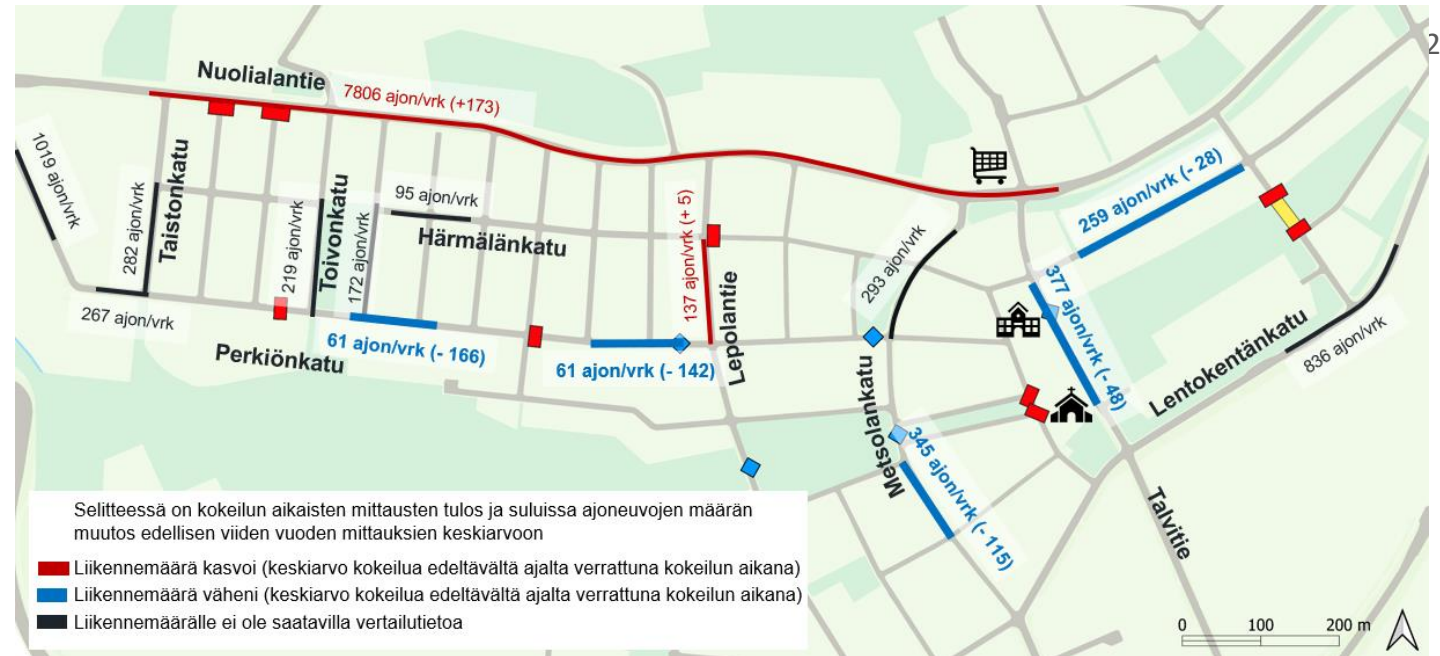 2
Nuolialantie
7806 ajon/vrk (+173)
1019 ajon/vrk
282 ajon/vrk
Taistonkatu
219 ajon/vrk
Toivonkatu
172 ajon/vrk
95 ajon/vrk
Härmälänkatu
137 ajon/vrk (+ 5)
Lepolantie
293 ajon/vrk
259 ajon/vrk (- 28)
377 ajon/vrk (- 48)
267 ajon/vrk
Perkiönkatu
61 ajon/vrk (- 166)
61 ajon/vrk (- 142)
Metsolankatu
345 ajon/vrk (- 115)
Lentokentänkatu
836 ajon/vrk
Talvitie
Selitteessä on kokeilun aikaisten mittausten tulos ja suluissa ajoneuvojen määrän
muutos edellisen viiden vuoden mittauksien keskiarvoon
Liikennemäärä kasvoi (keskiarvo kokeilua edeltävältä ajalta verrattuna kokeilun aikana)
Liikennemäärä väheni (keskiarvo kokeilua edeltävältä ajalta verrattuna kokeilun aikana)
Liikennemäärälle ei ole saatavilla vertailutietoa
0 100 200 m